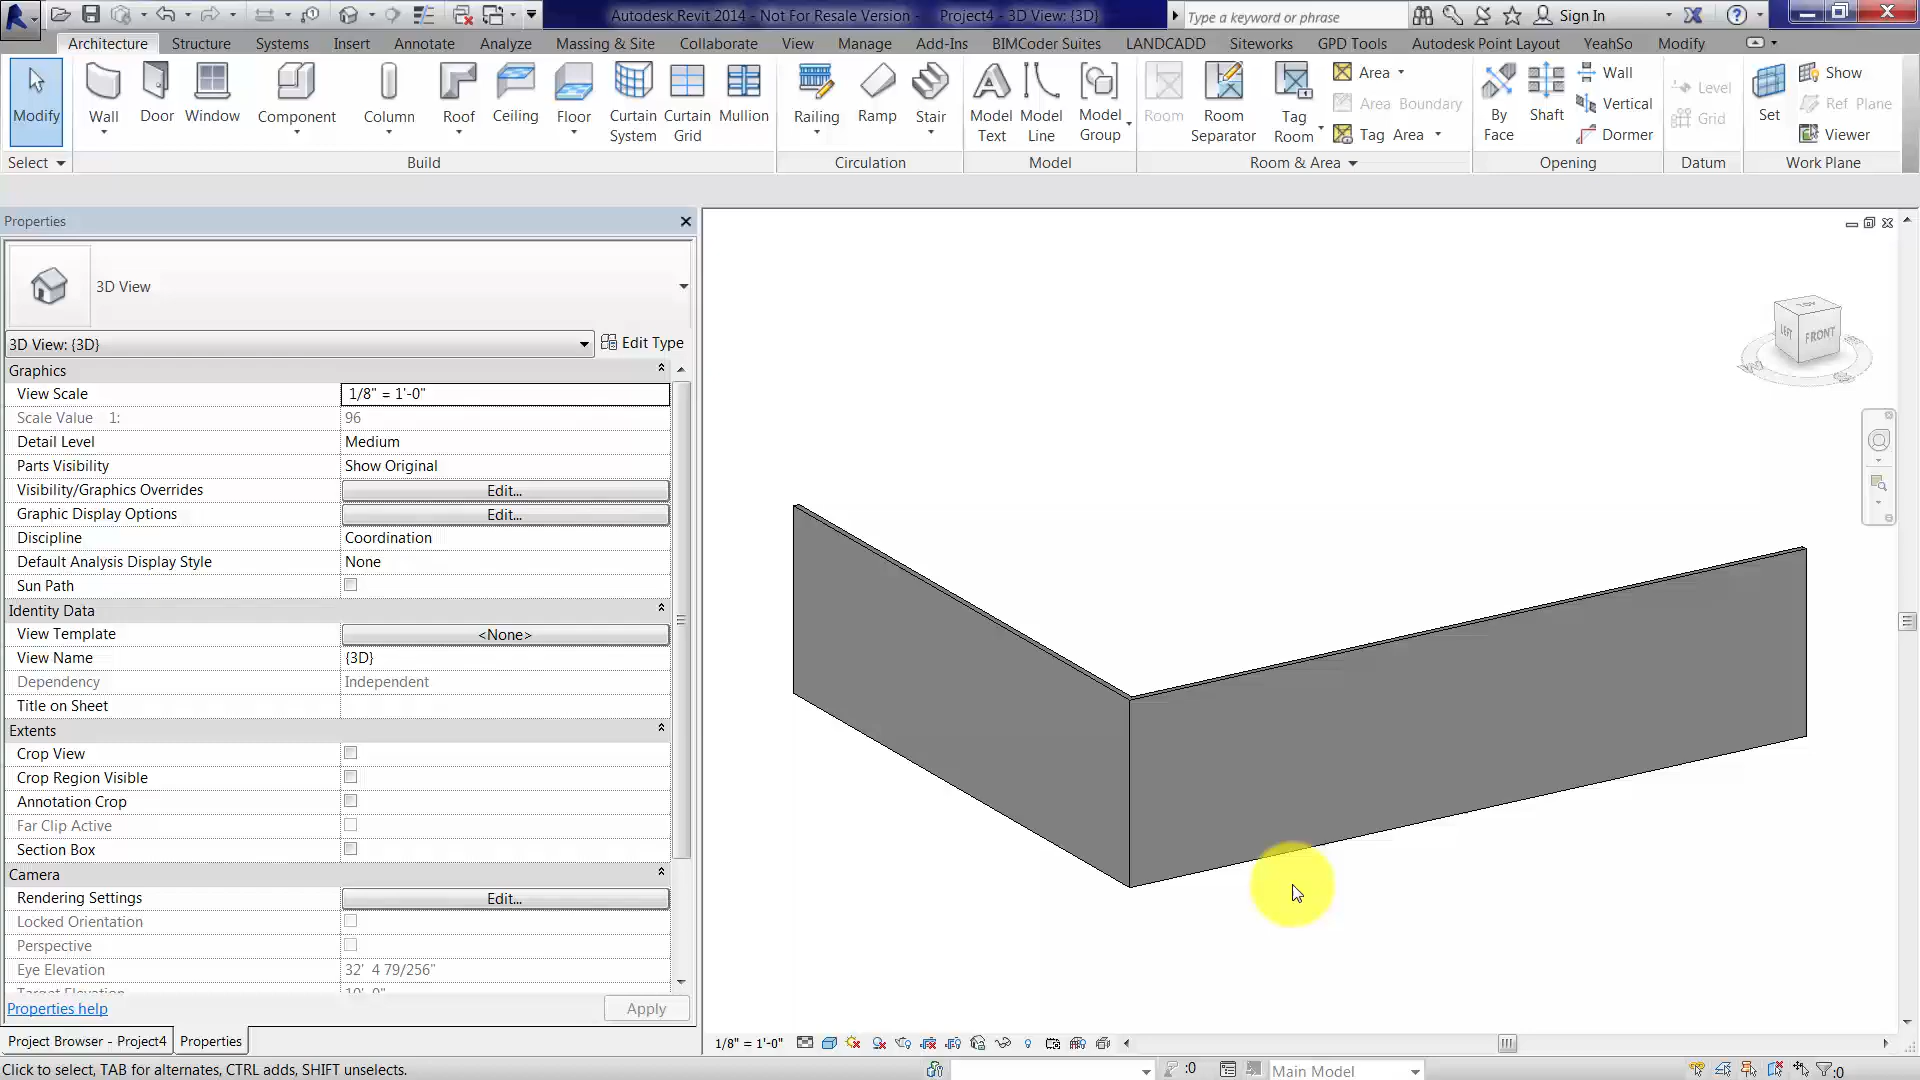 Autodesk Revit 2014 - Not For Resale Version - Project4 - 3D View: {3D}
Type a keyword or phrase
Sign In
Architecture Structure Systems Insert Annotate Analyze Massing & Site Collaborate View Manage Add-Ins BIMCoder Suites LANDCADD Siteworks GPD Tools Autodesk Point Layout YeahSo Modify
Modify
Wall
Door
Window
Component
Column
Roof
Ceiling
Floor
Curtain System
Curtain Grid
Mullion
Railing
Ramp
Stair
Model Text
Model Line
Model Group
Room
Room Separator
Tag Room
Area
Area Boundary
Tag Area
By Face
Shaft
Wall
Vertical
Dormer
Level
Grid
Set
Show
Ref Plane
Viewer
Select
Build
Circulation
Model
Room & Area
Opening
Datum
Work Plane
Properties
3D View
3D View: {3D}
Edit Type
Graphics
View Scale 1/8" = 1'-0"
Scale Value 1: 96
Detail Level Medium
Parts Visibility Show Original
Visibility/Graphics Overrides Edit...
Graphic Display Options Edit...
Discipline Coordination
Default Analysis Display Style None
Sun Path
Identity Data
View Template <None>
View Name {3D}
Dependency Independent
Title on Sheet
Extents
Crop View
Crop Region Visible
Annotation Crop
Far Clip Active
Section Box
Camera
Rendering Settings Edit...
Locked Orientation
Perspective
Eye Elevation 32' 4 79/256"
Target Elevation 10' 0"
Properties help
Apply
Project Browser - Project4
Properties
TOP
LEFT
FRONT
1/8" = 1'-0"
Click to select, TAB for alternates, CTRL adds, SHIFT unselects.
:0
Main Model
:0